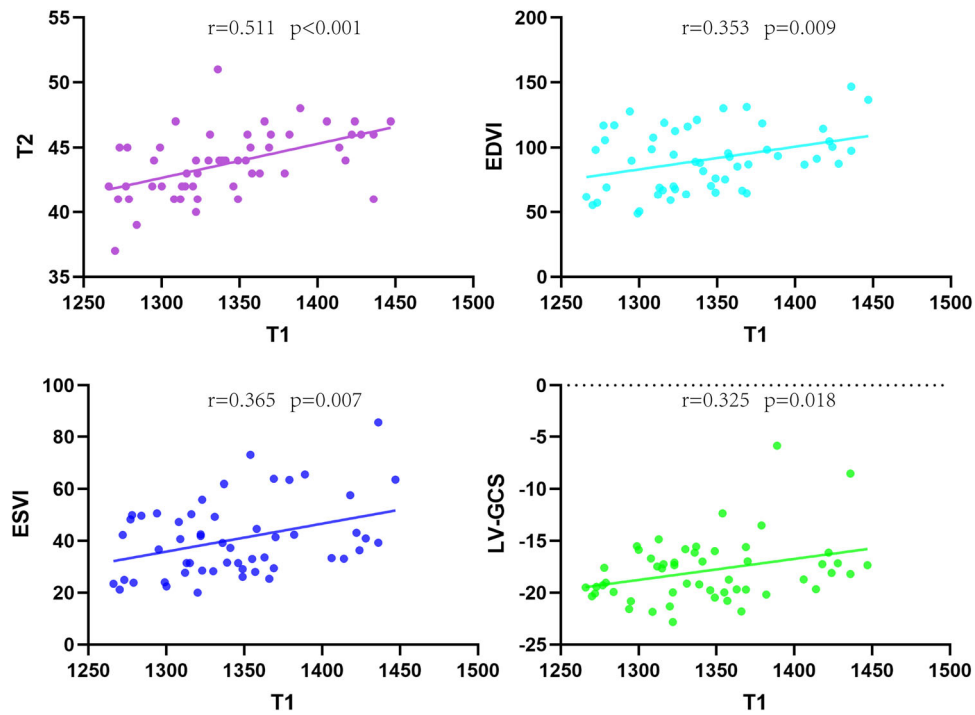 r=0.511 p<0.001
T2
55
50
45
40
35
1250 1300 1350 1400 1450 1500
T1
r=0.353 p=0.009
EDVI
200
150
100
50
0
1250 1300 1350 1400 1450 1500
T1
r=0.365 p=0.007
ESVI
100
80
60
40
20
0
1250 1300 1350 1400 1450 1500
T1
r=0.325 p=0.018
LV-GCS
0
-5
-10
-15
-20
-25
1250 1300 1350 1400 1450 1500
T1